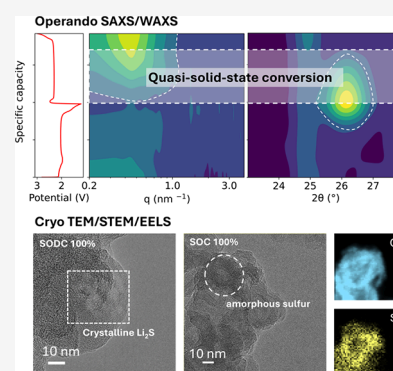 Operando SAXS/WAXS
Quasi-solid-state conversion
Specific capacity
3 2 0.2 1.0 3.0 24 25 26 27
Potential (V) q (nm⁻¹) 2θ (°)
Cryo TEM/STEM/EELS
SODC 100%
Crystalline Li₂S
10 nm
SOC 100%
amorphous sulfur
10 nm
S